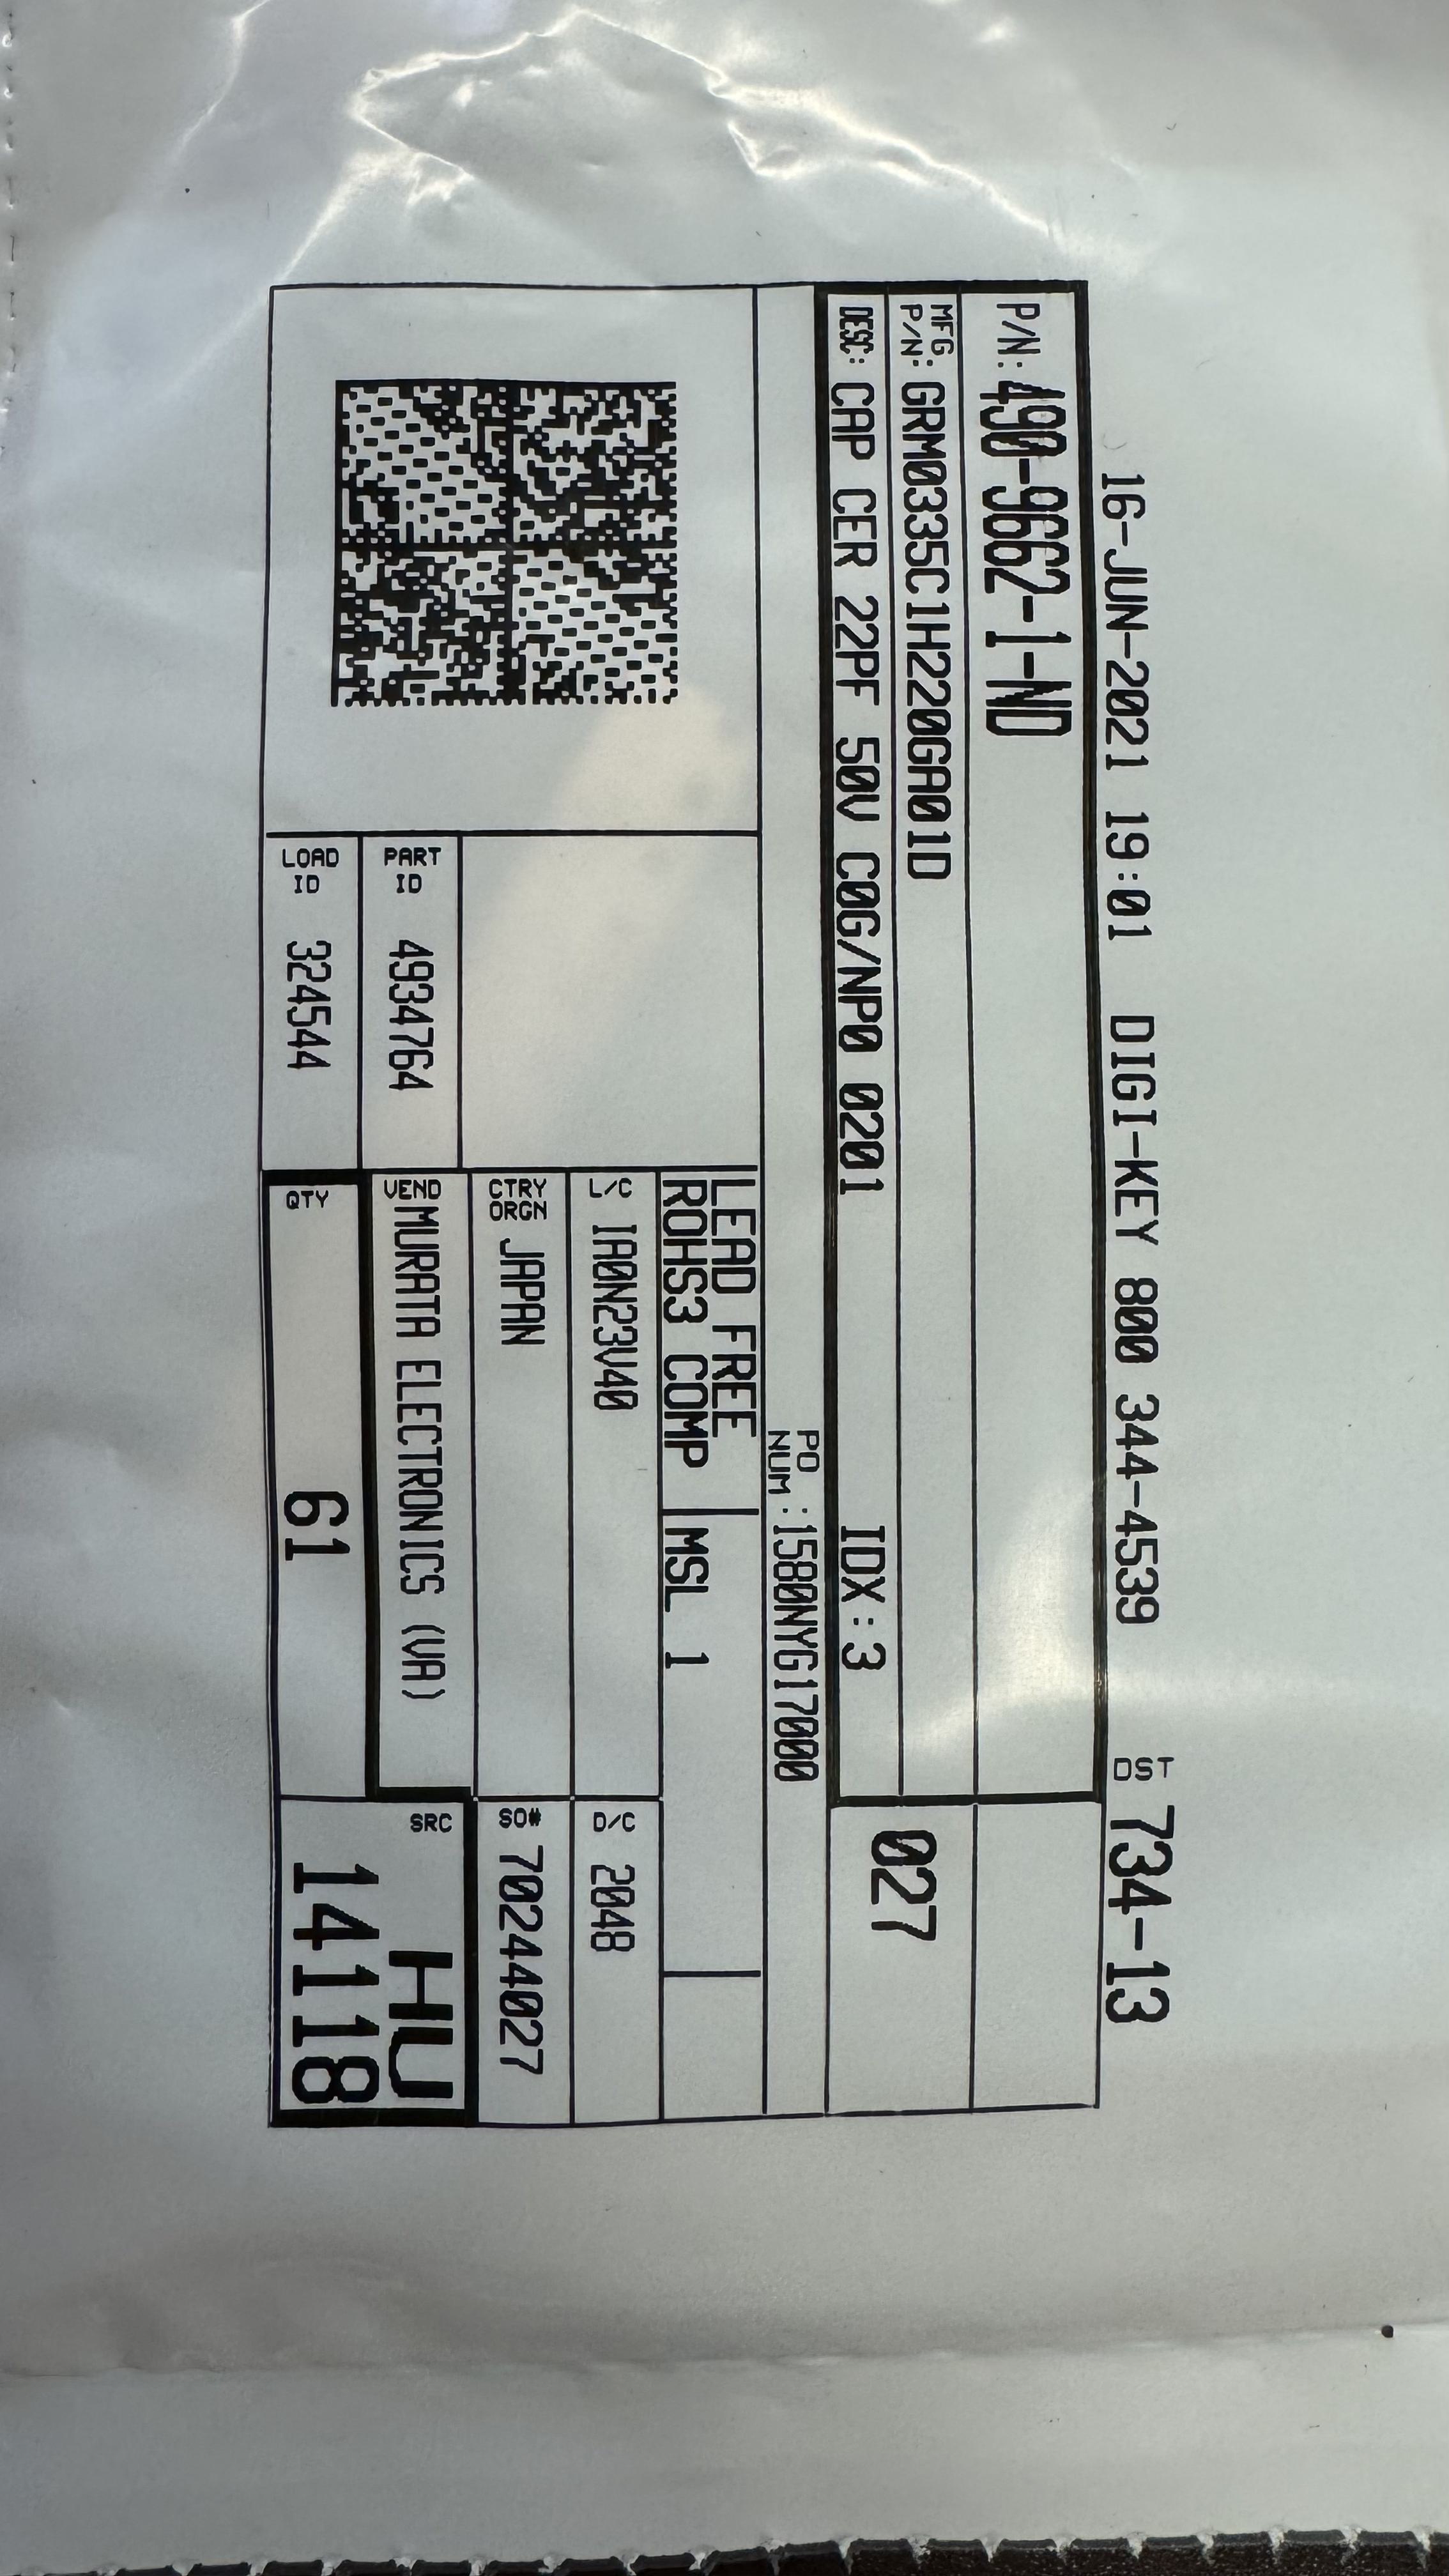 16-JUN-2021 19:01 DIGI-KEY 800 344-4539 DST 734-13
P/N: 490-9662-1-ND
MFG P/N: GRM0335C1H220GA01D
DESC: CAP CER 22PF 50V C0G/NP0 0201 IDX: 3
027
PO NUM: 1580NYG17000
LEAD FREE
ROHS3 COMP
MSL 1
L/C IA0N23V40
D/C 2048
CTRY ORGN JAPAN
SO# 70244027
PART ID 4934764
VEND MURATA ELECTRONICS (VA)
SRC HU
LOAD ID 324544
QTY 61
14118